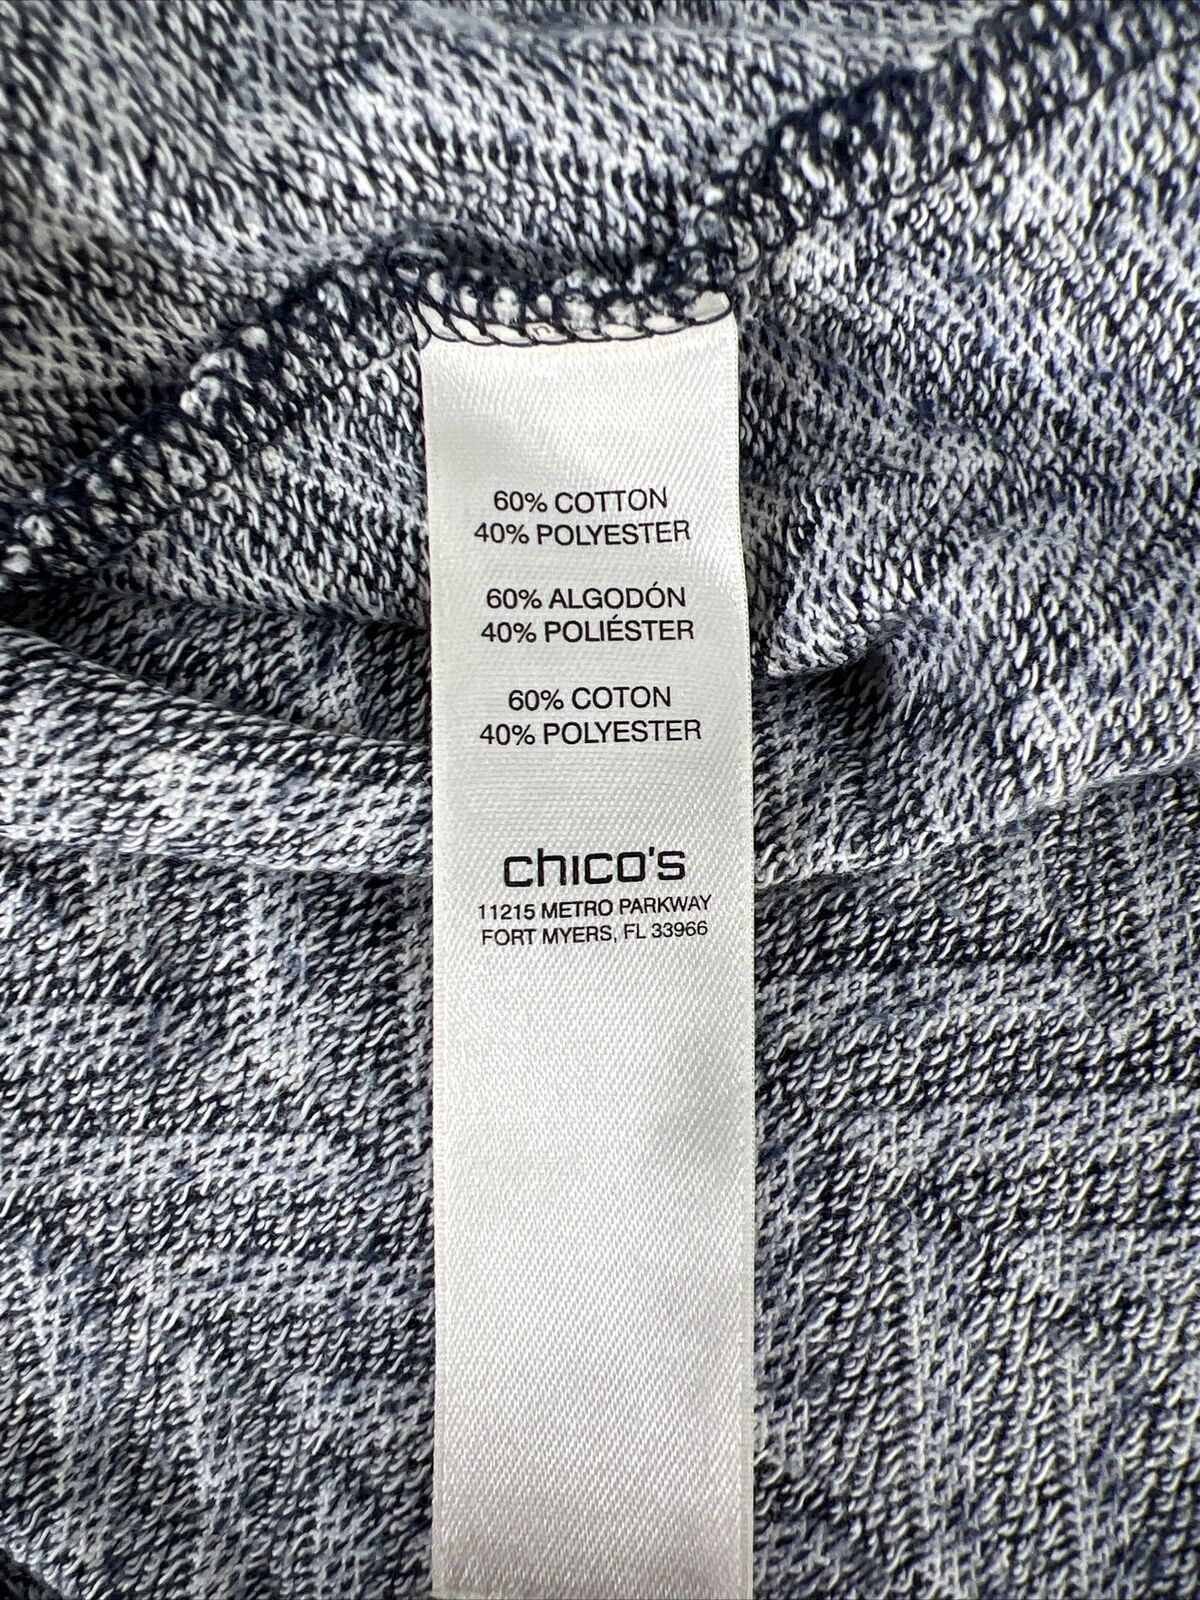 60% COTTON
40% POLYESTER
60% ALGODÓN
40% POLIÉSTER
60% COTON
40% POLYESTER
chico's
11215 METRO PARKWAY
FORT MYERS, FL 33966